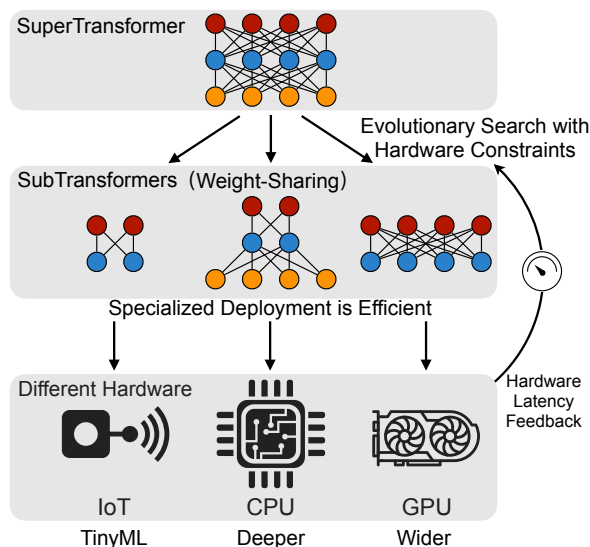 SuperTransformer
Evolutionary Search with
Hardware Constraints
SubTransformers（Weight-Sharing）
Specialized Deployment is Efficient
Different Hardware
Hardware
Latency
Feedback
IoT
CPU
GPU
TinyML
Deeper
Wider